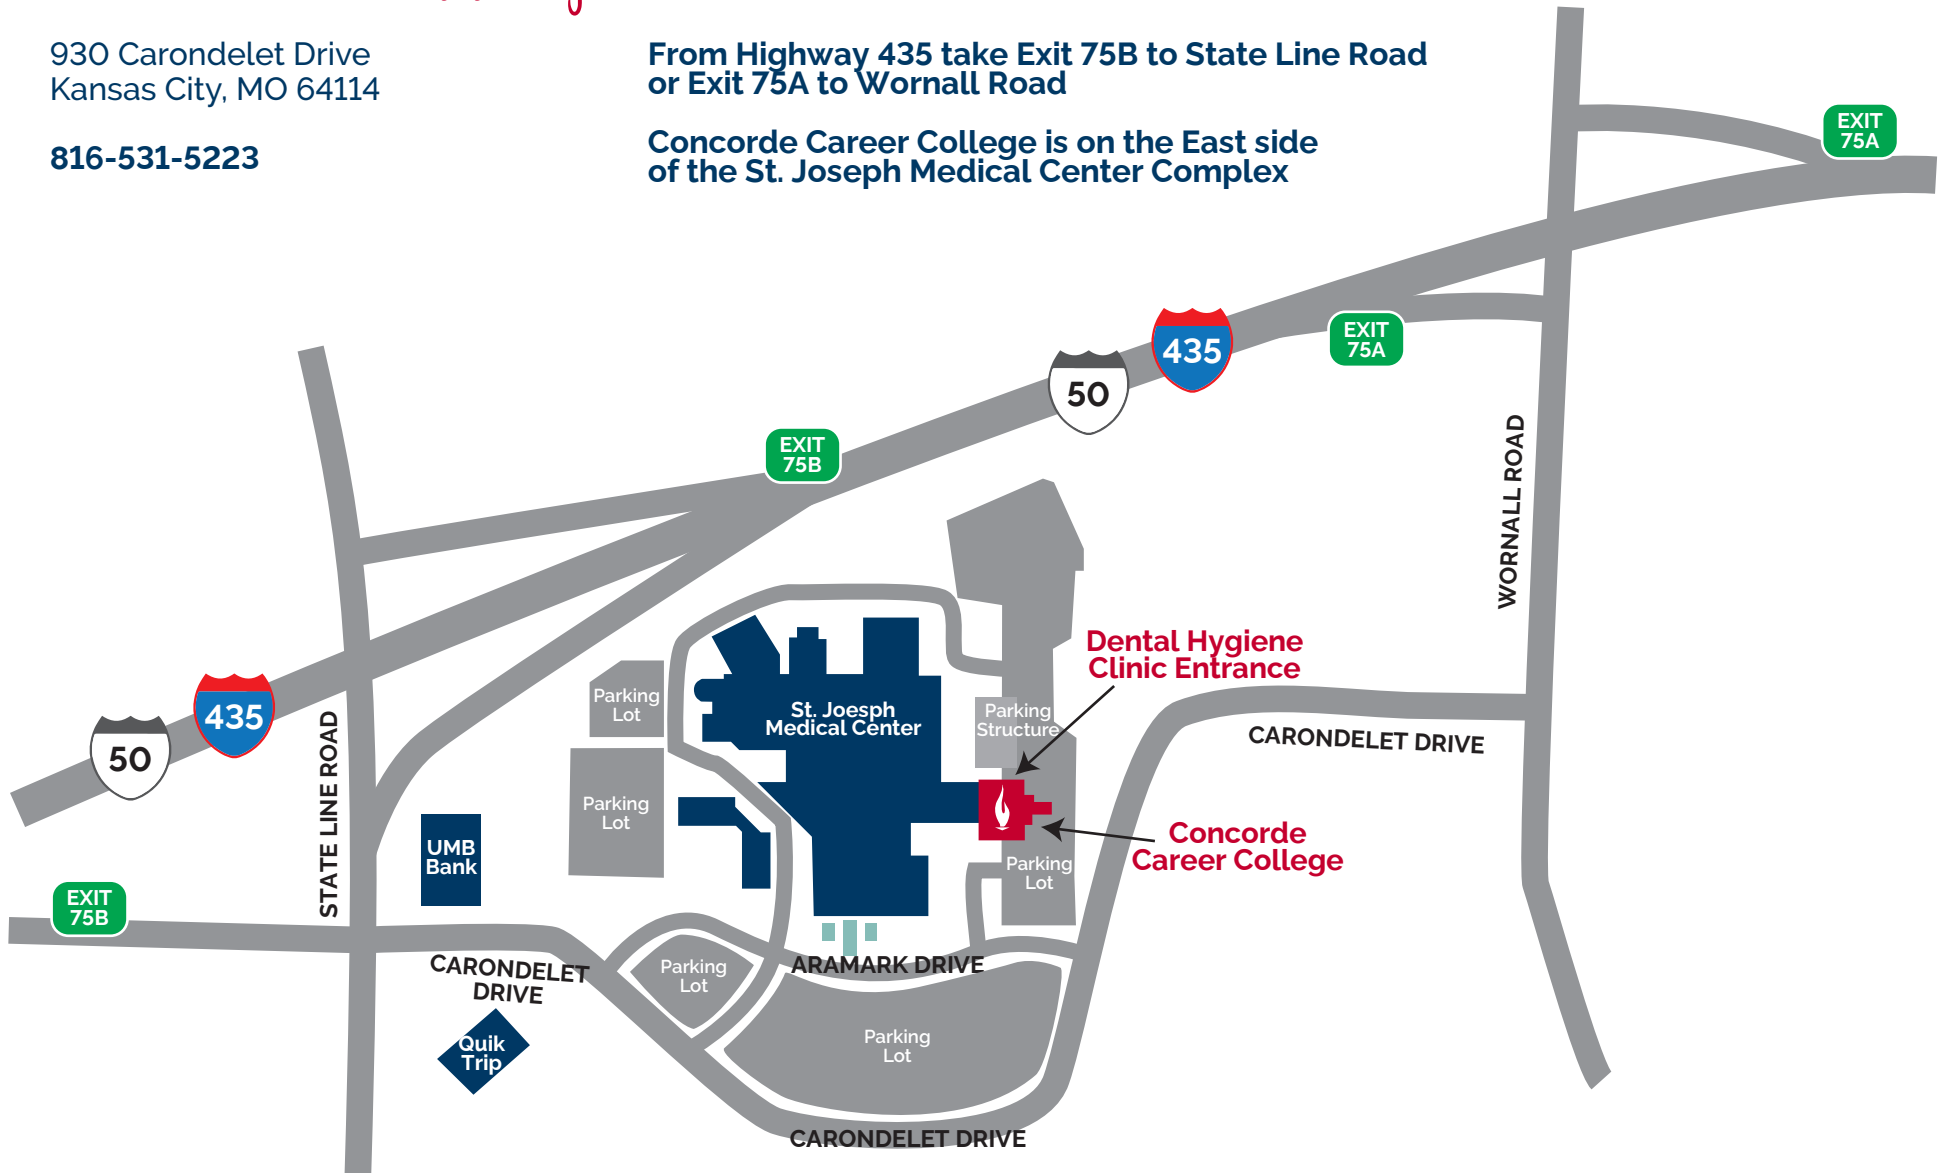 930 Carondelet Drive
Kansas City, MO 64114
816-531-5223
From Highway 435 take Exit 75B to State Line Road
or Exit 75A to Wornall Road
Concorde Career College is on the East side
of the St. Joseph Medical Center Complex
EXIT
75A
435
EXIT
75A
50
EXIT
75B
WORNALL ROAD
Dental Hygiene
Clinic Entrance
Parking
Lot
St. Joesph
Medical Center
Parking
Structure
435
50
CARONDELET DRIVE
STATE LINE ROAD
Parking
Lot
UMB
Bank
Concorde
Career College
Parking
Lot
EXIT
75B
CARONDELET
DRIVE
Parking
Lot
ARAMARK DRIVE
Quik
Trip
Parking
Lot
CARONDELET DRIVE